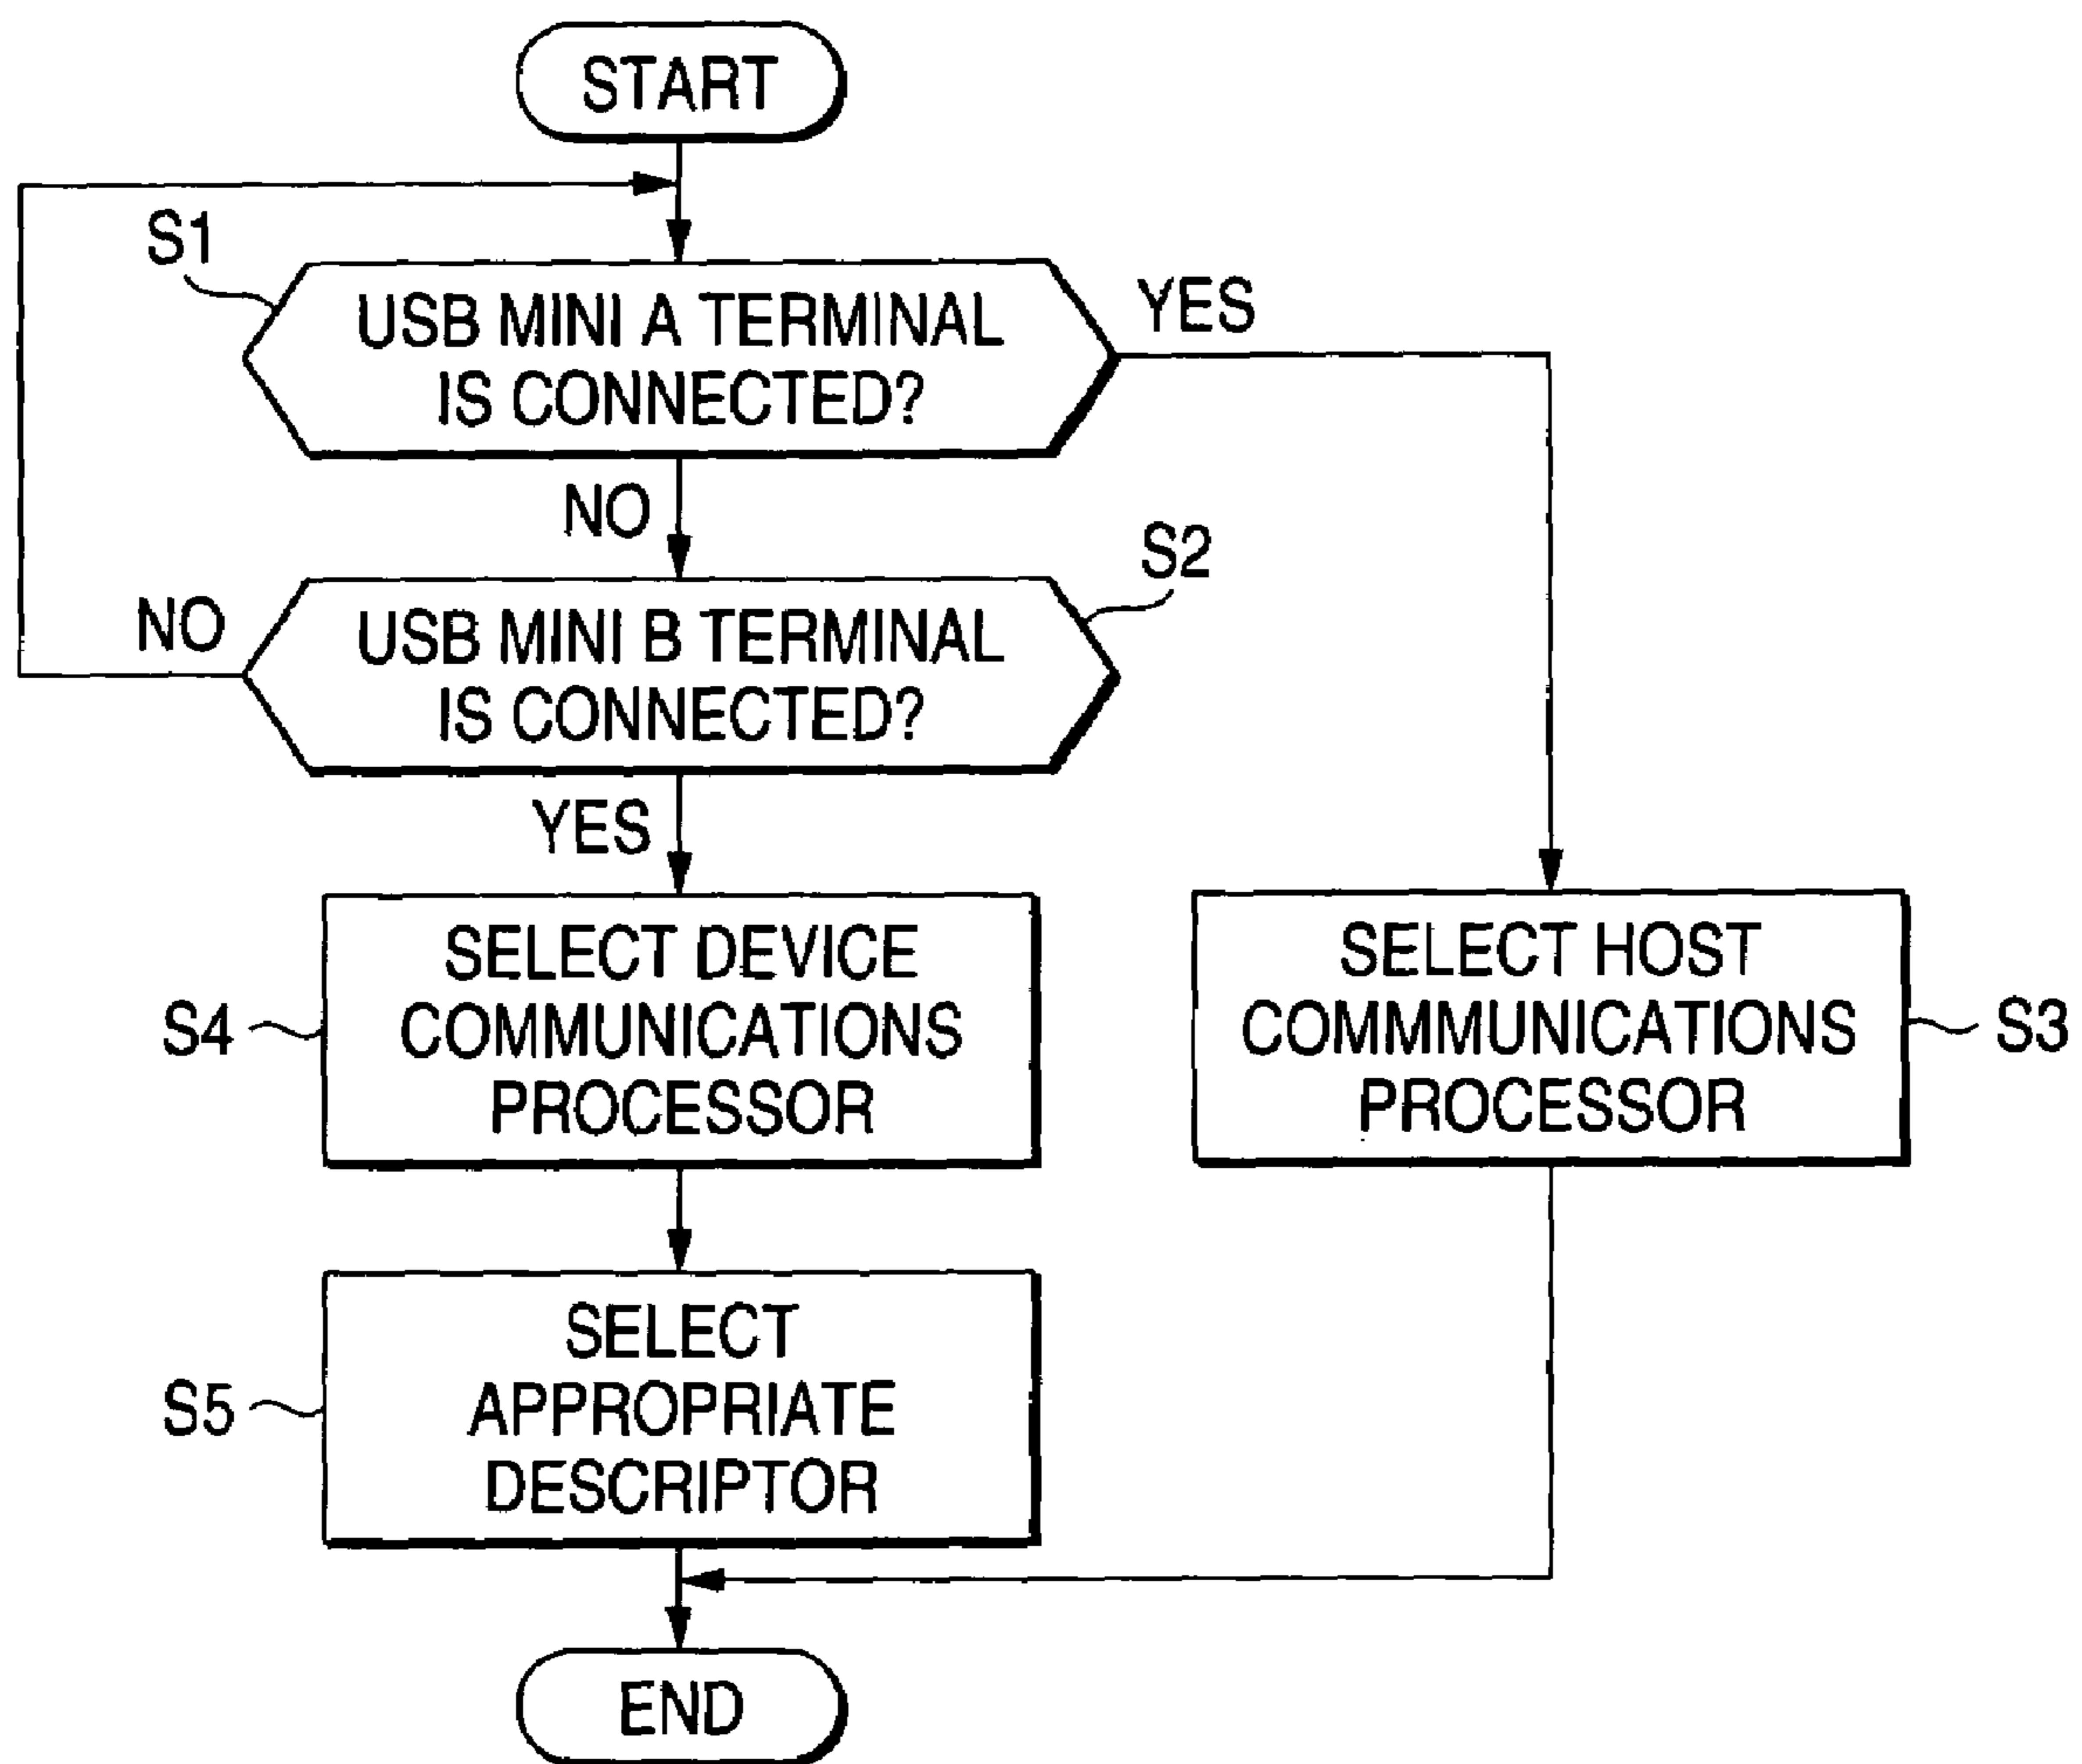 START
S1
USB MINI A TERMINAL
IS CONNECTED?
YES
NO
S2
NO
USB MINI B TERMINAL
IS CONNECTED?
YES
S4
SELECT DEVICE
COMMUNICATIONS
PROCESSOR
SELECT HOST
COMMMUNICATIONS
PROCESSOR
S3
S5
SELECT
APPROPRIATE
DESCRIPTOR
END